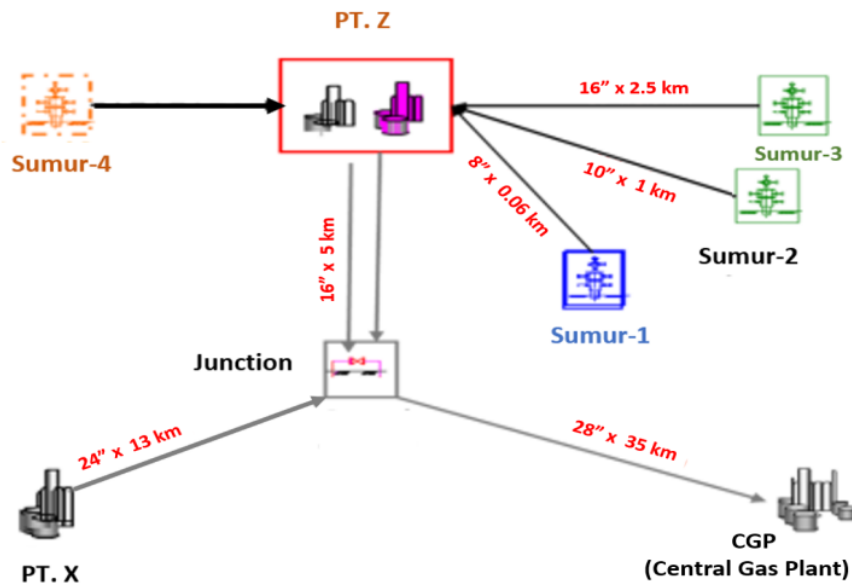 PT. Z
Sumur-4
16” x 2.5 km
Sumur-3
10” x 1 km
8” x 0.06 km
Sumur-2
Sumur-1
16” x 5 km
Junction
24” x 13 km
28” x 35 km
PT. X
CGP
(Central Gas Plant)